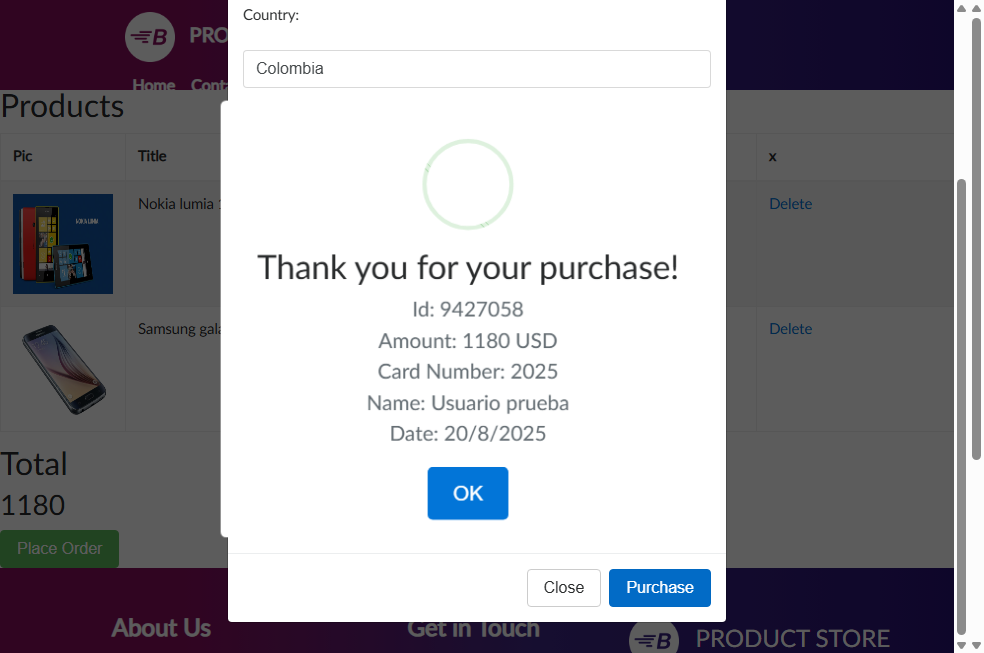 Country:
PRO
Colombia
Home Cont
Products
Pic Title x
Nokia lumia Delete
NOKIA LUMIA
Thank you for your purchase!
Id: 9427058
Samsung gala Delete
Amount: 1180 USD
Card Number: 2025
Name: Usuario prueba
Date: 20/8/2025
Total
OK
1180
Place Order
Close Purchase
About Us Get in Touch
B PRODUCT STORE